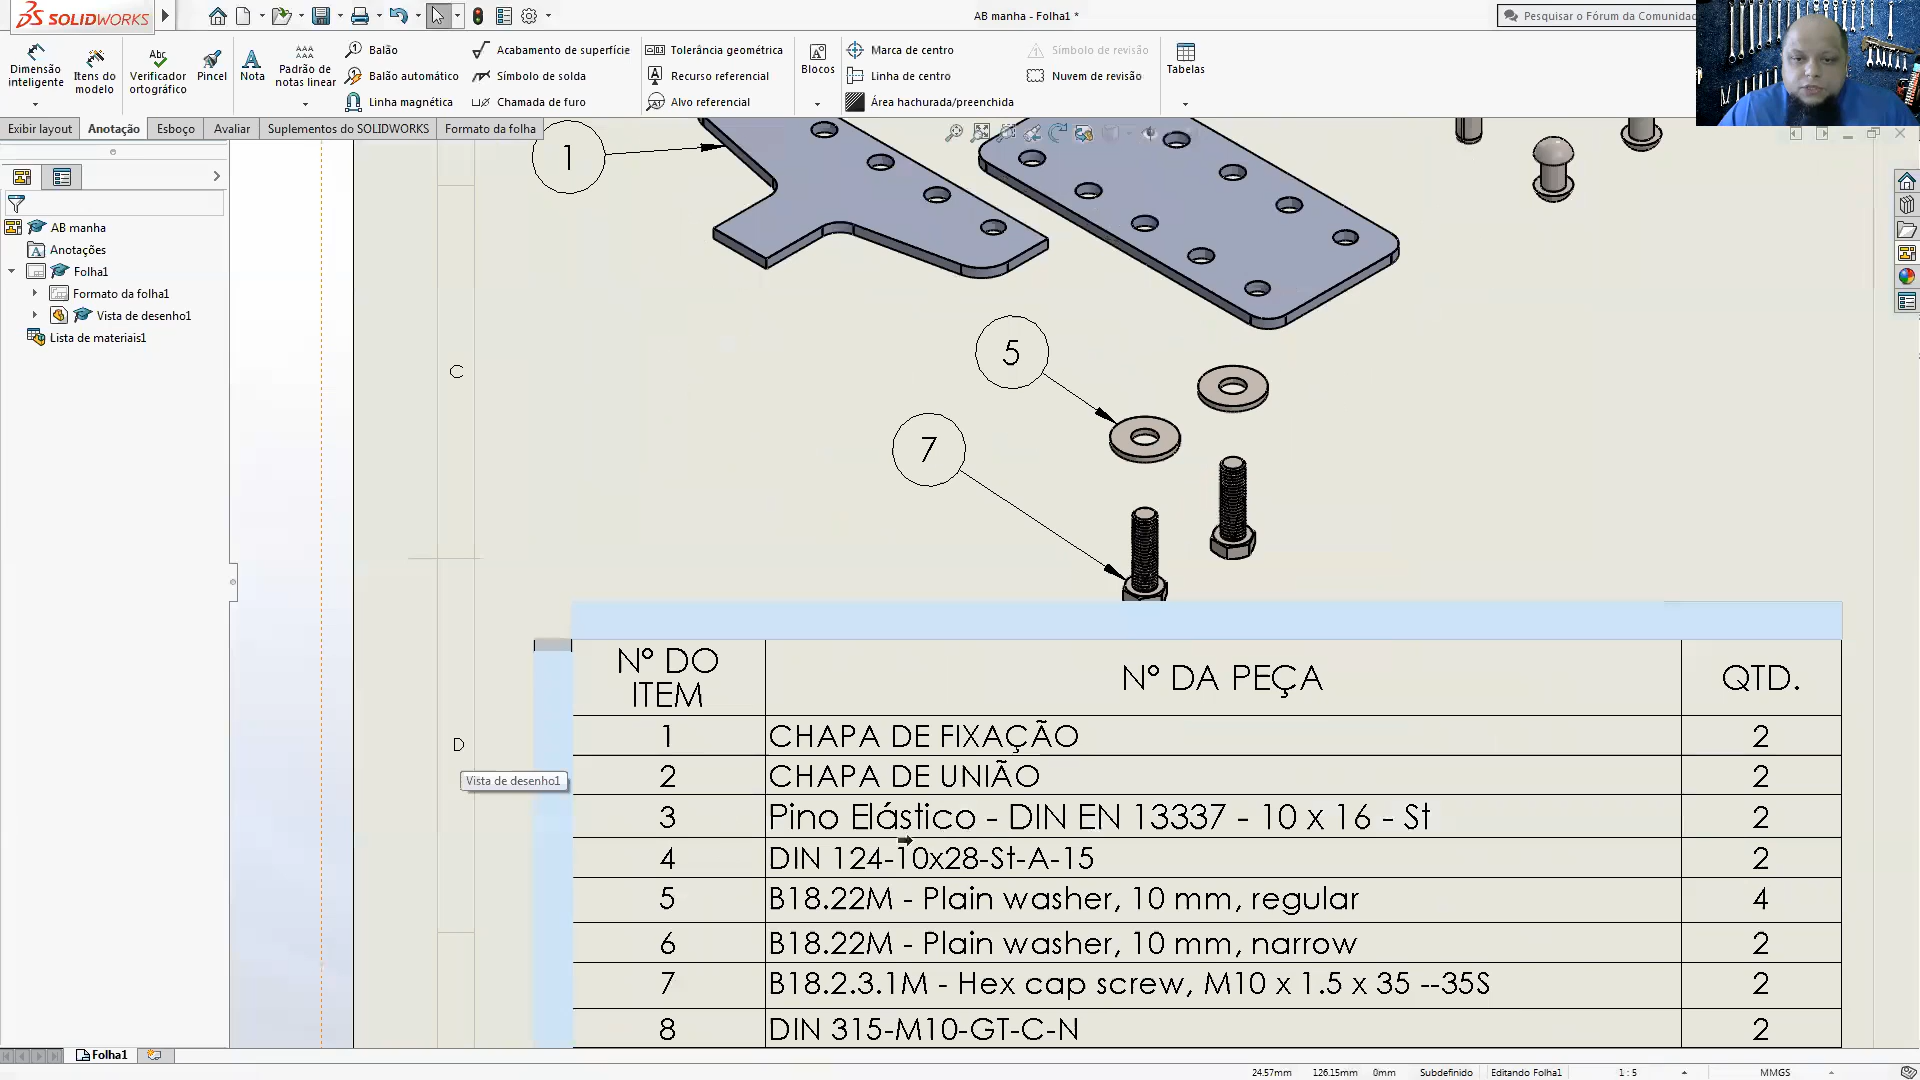 SOLIDWORKS
AB manha - Folha1 *
Pesquisar o Fórum da Comunidac
Dimensão
inteligente
Itens do
modelo
Abc
Verificador
ortográfico
Pincel
A
Nota
Padrão de
notas linear
Balão
Balão automático
Linha magnética
Acabamento de superfície
Símbolo de solda
Chamada de furo
Tolerância geométrica
Recurso referencial
Alvo referencial
Blocos
Marca de centro
Linha de centro
Área hachurada/preenchida
Símbolo de revisão
Nuvem de revisão
Tabelas
Exibir layout
Anotação
Esboço
Avaliar
Suplementos do SOLIDWORKS
Formato da folha
AB manha
Anotações
Folha1
Formato da folha1
Vista de desenho1
Lista de materiais1
1
5
7
C
D
Vista de desenho1
Nº DO ITEM Nº DA PEÇA QTD.
1 CHAPA DE FIXAÇÃO 2
2 CHAPA DE UNIÃO 2
3 Pino Elástico - DIN EN 13337 - 10 x 16 - St 2
4 DIN 124-10x28-St-A-15 2
5 B18.22M - Plain washer, 10 mm, regular 4
6 B18.22M - Plain washer, 10 mm, narrow 2
7 B18.2.3.1M - Hex cap screw, M10 x 1.5 x 35 --35S 2
8 DIN 315-M10-GT-C-N 2
Folha1
24.57mm 126.15mm 0mm Subdefinido Editando Folha1 1 : 5 MMGS